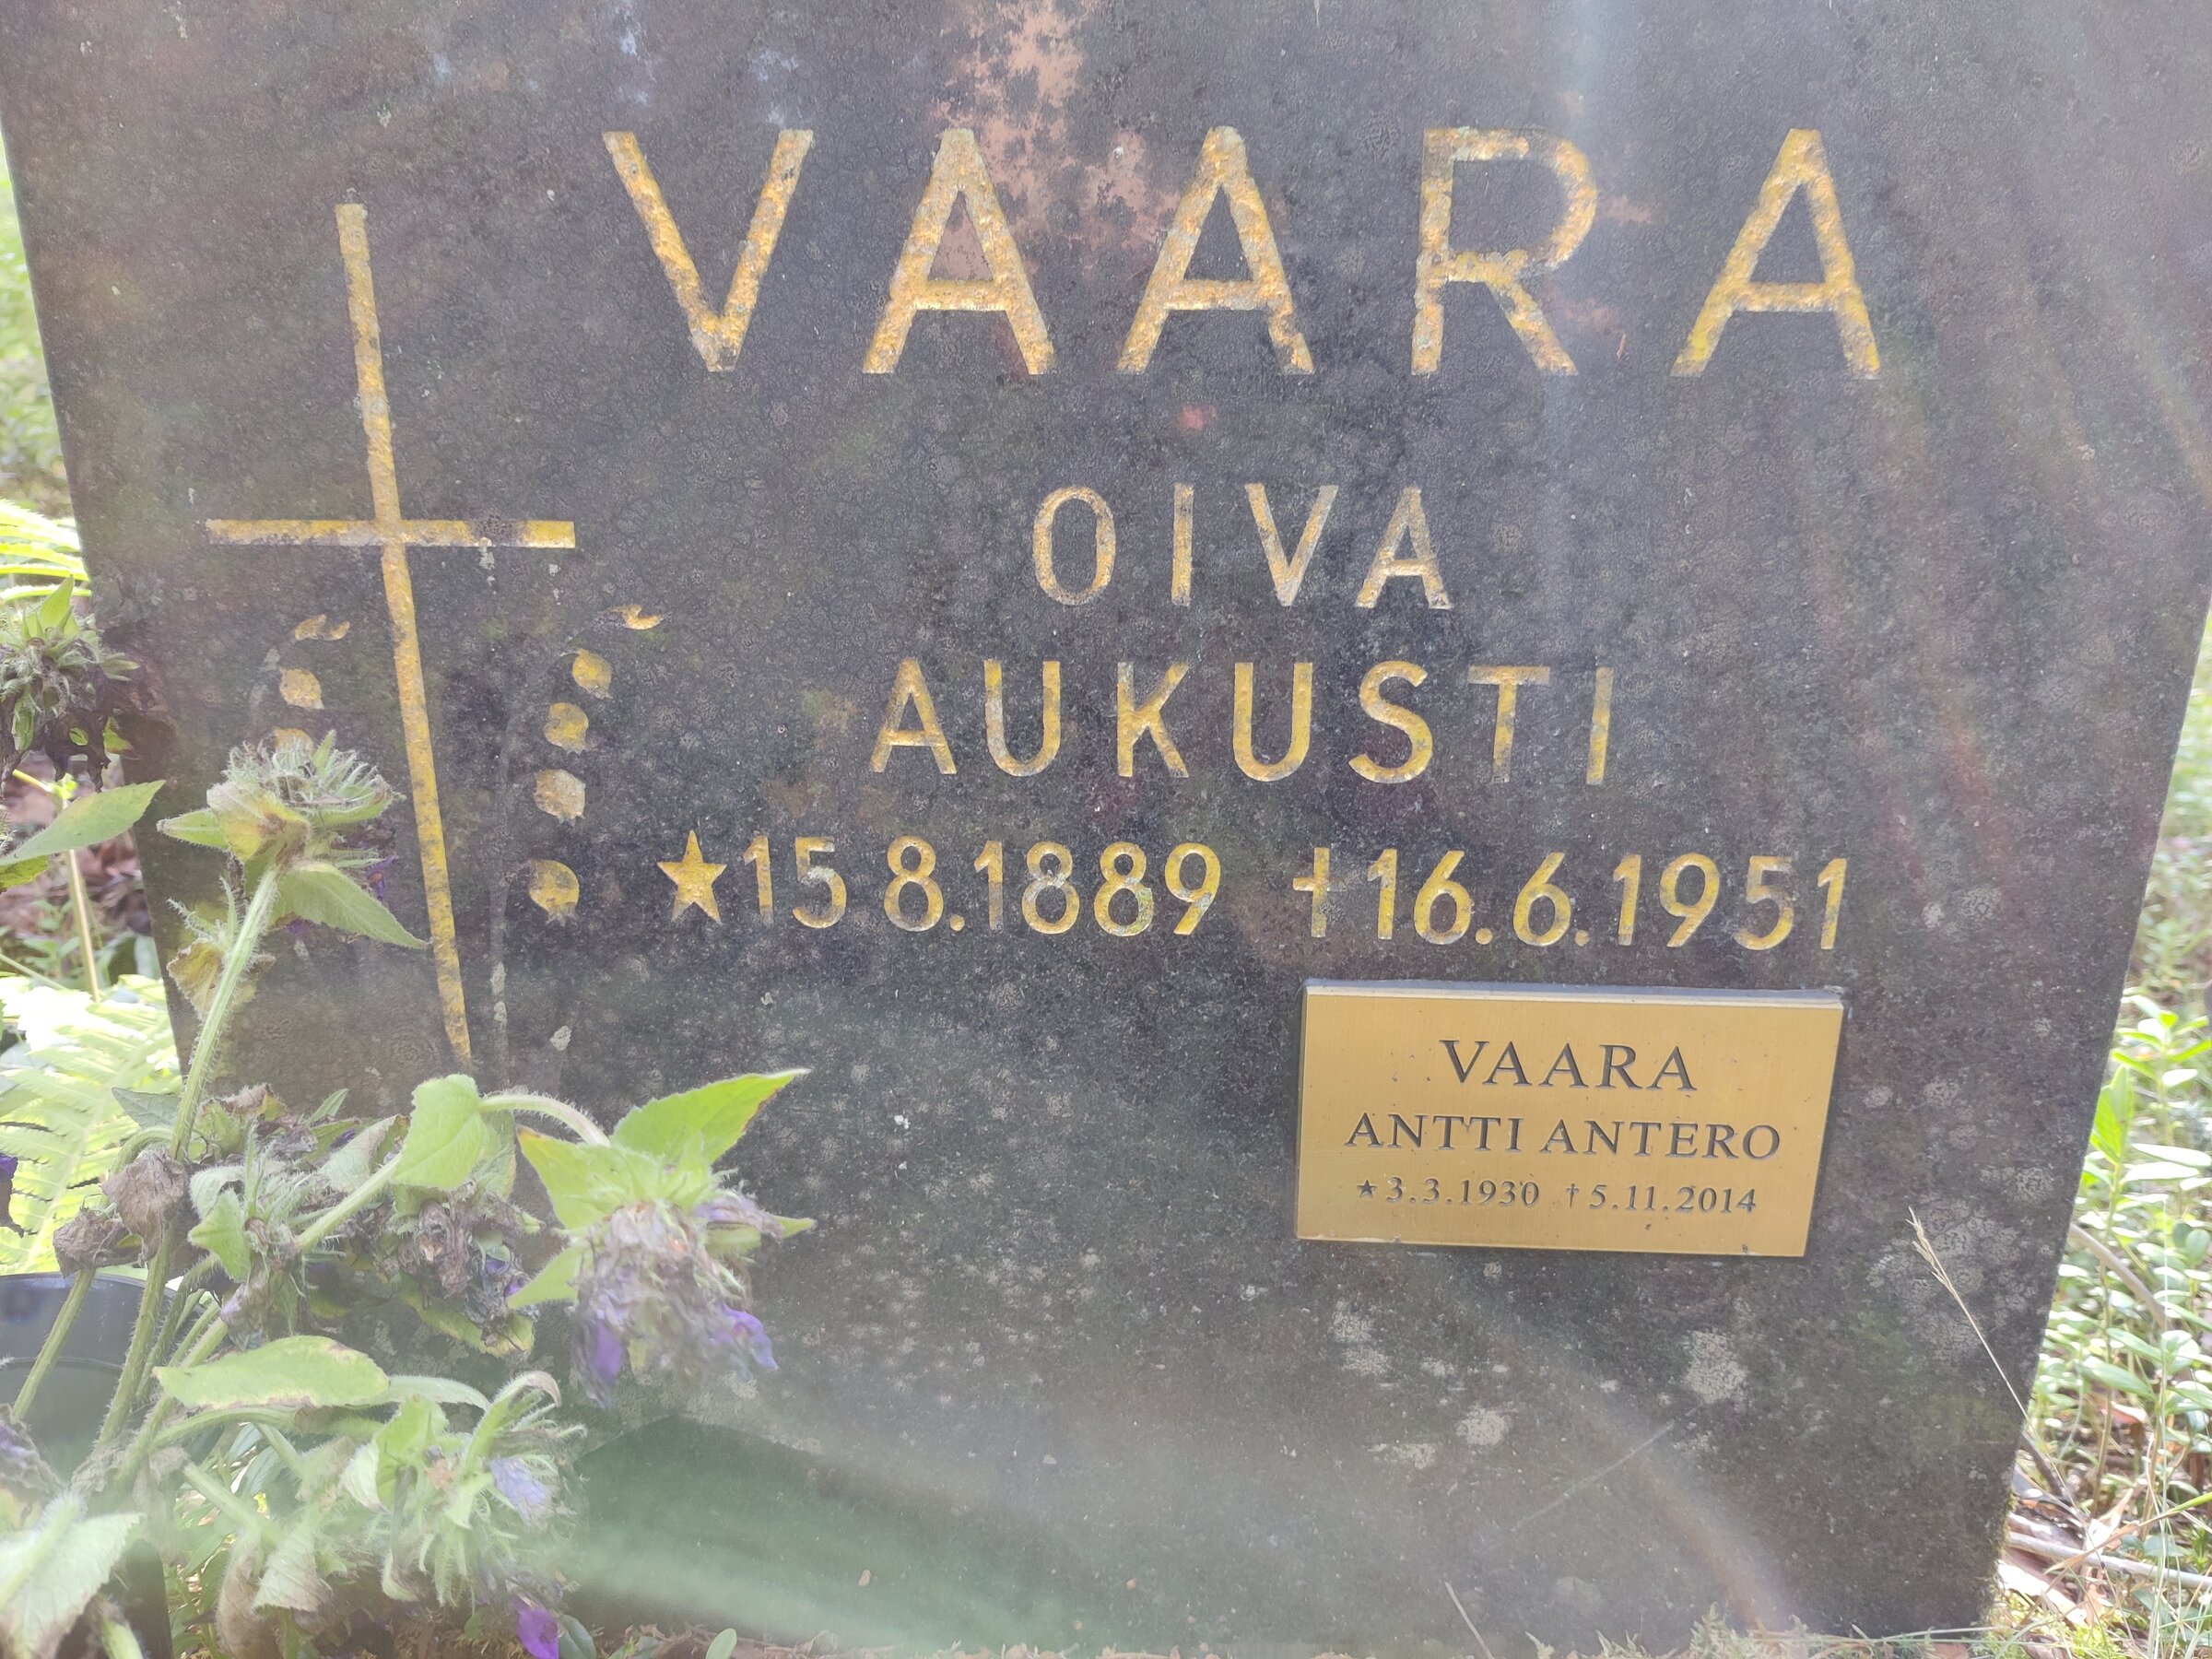 VAARA
OIVA
AUKUSTI
★15 8.1889 †16.6.1951
VAARA
ANTTI ANTERO
★3.3.1930 †5.11.2014